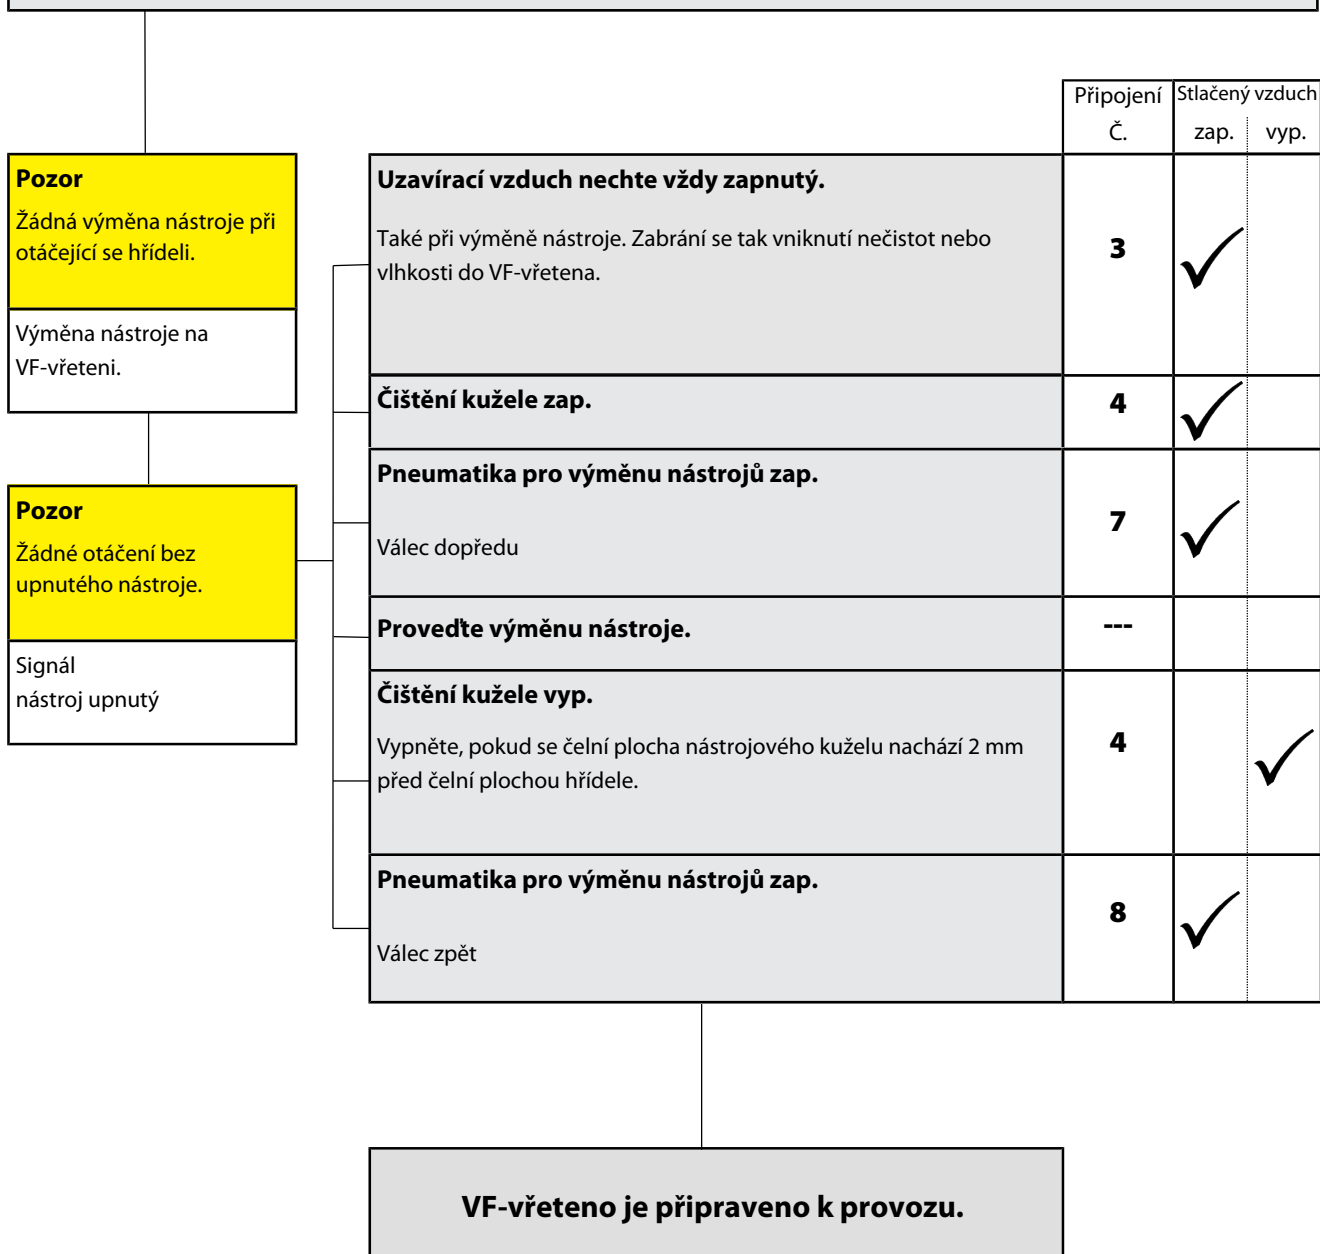 Připojení
Č.
Stlačený vzduch
zap.
vyp.
Pozor
Žádná výměna nástroje při
otáčející se hřídeli.
Výměna nástroje na
VF-vřeteni.
Pozor
Žádné otáčení bez
upnutého nástroje.
Signál
nástroj upnutý
Uzavírací vzduch nechte vždy zapnutý.
Také při výměně nástroje. Zabrání se tak vniknutí nečistot nebo
vlhkosti do VF-vřetena.
3
Čištění kužele zap.
4
Pneumatika pro výměnu nástrojů zap.
Válec dopředu
7
Proveďte výměnu nástroje.
---
Čištění kužele vyp.
Vypněte, pokud se čelní plocha nástrojového kuželu nachází 2 mm
před čelní plochou hřídele.
4
Pneumatika pro výměnu nástrojů zap.
Válec zpět
8
VF-vřeteno je připraveno k provozu.